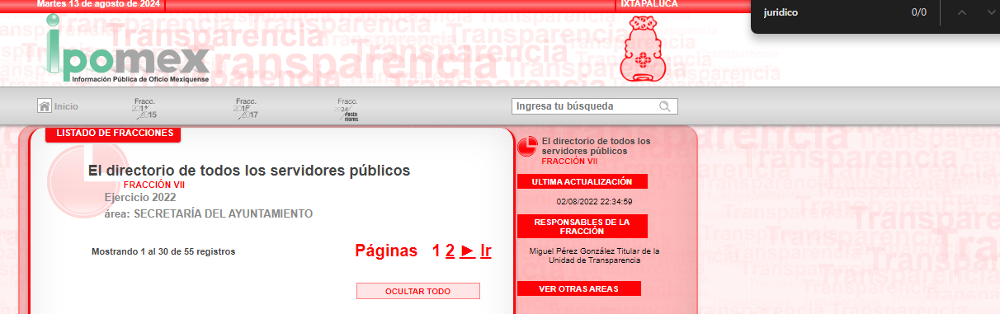 Martes 13 de agosto de 2024
IXTAPALUCA
juridico
0/0
Transparencia
ipomex
Información Pública de Oficio Mexiquense
Inicio
Fracc.
2015
Fracc.
2017
Fracc.
2024
Poste
riores
Ingresa tu búsqueda
LISTADO DE FRACCIONES
El directorio de todos los servidores públicos
FRACCIÓN VII
Ejercicio 2022
área: SECRETARÍA DEL AYUNTAMIENTO
Mostrando 1 al 30 de 55 registros
Páginas 1 2 ► Ir
OCULTAR TODO
El directorio de todos los
servidores públicos
FRACCIÓN VII
ULTIMA ACTUALIZACIÓN
02/08/2022 22:34:59
RESPONSABLES DE LA
FRACCIÓN
Miguel Pérez González Titular de la
Unidad de Transparencia
VER OTRAS AREAS